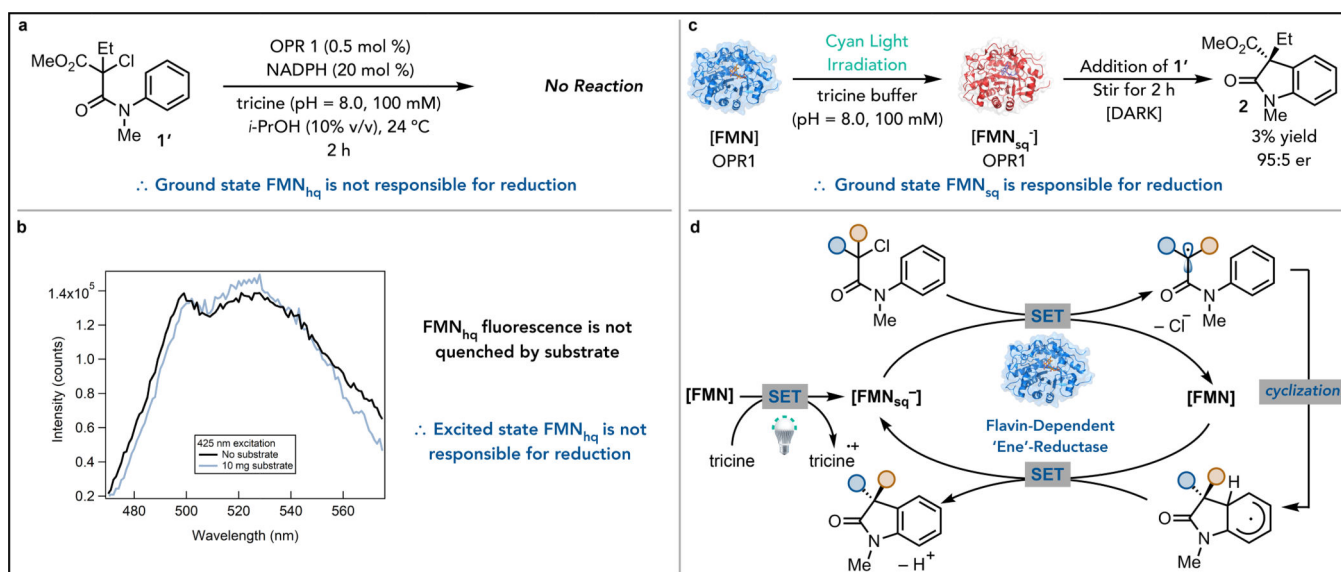 a
Et
MeO₂C
Cl
O
N
Me
1′
OPR 1 (0.5 mol %)
NADPH (20 mol %)
tricine (pH = 8.0, 100 mM)
i-PrOH (10% v/v), 24 ºC
2 h
No Reaction
∴ Ground state FMNhq is not responsible for reduction
b
Intensity (counts)
1.4x10⁵
1.2
1.0
0.8
0.6
0.4
0.2
425 nm excitation
No substrate
10 mg substrate
480
500
520
540
560
Wavelength (nm)
FMNhq fluorescence is not
quenched by substrate
∴ Excited state FMNhq is not
responsible for reduction
c
[FMN]
OPR1
Cyan Light
Irradiation
tricine buffer
(pH = 8.0, 100 mM)
[FMNsq⁻]
OPR1
Addition of 1′
Stir for 2 h
[DARK]
MeO₂C
Et
O
N
Me
2
3% yield
95:5 er
∴ Ground state FMNsq is responsible for reduction
d
Cl
O
N
Me
SET
– Cl⁻
O
N
Me
[FMN]
SET
[FMNsq⁻]
tricine
tricine
·+
Flavin-Dependent
'Ene'-Reductase
[FMN]
cyclization
SET
O
N
Me
– H⁺
H
O
N
Me